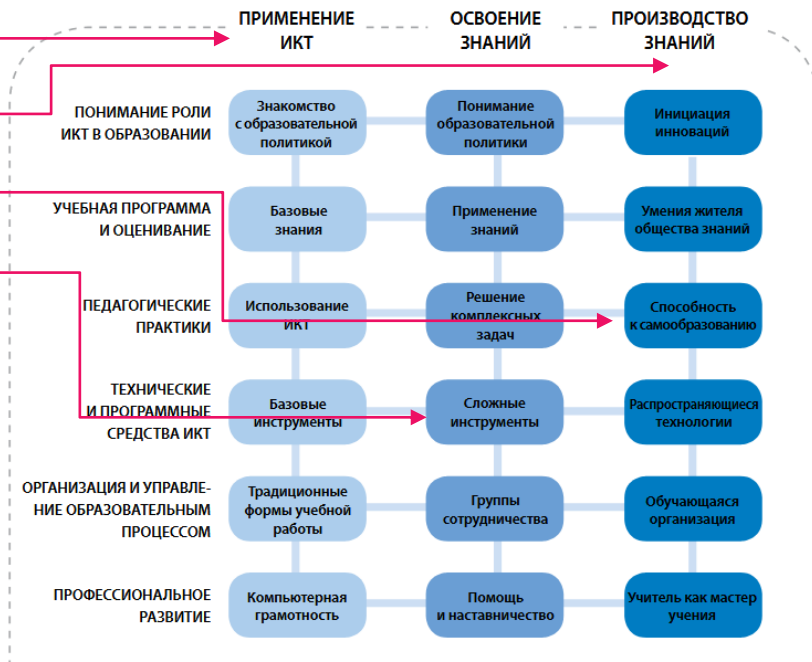 ПРИМЕНЕНИЕ
ИКТ
ОСВОЕНИЕ
ЗНАНИЙ
ПРОИЗВОДСТВО
ЗНАНИЙ
ПОНИМАНИЕ РОЛИ
ИКТ В ОБРАЗОВАНИИ
Знакомство
с образовательной
политикой
Понимание
образовательной
политики
Инициация
инноваций
УЧЕБНАЯ ПРОГРАММА
И ОЦЕНИВАНИЕ
Базовые
знания
Применение
знаний
Умения жителя
общества знаний
ПЕДАГОГИЧЕСКИЕ
ПРАКТИКИ
Использование
ИКТ
Решение
комплексных
задач
Способность
к самообразованию
ТЕХНИЧЕСКИЕ
И ПРОГРАММНЫЕ
СРЕДСТВА ИКТ
Базовые
инструменты
Сложные
инструменты
Распространяющиеся
технологии
ОРГАНИЗАЦИЯ И УПРАВЛЕ-
НИЕ ОБРАЗОВАТЕЛЬНЫМ
ПРОЦЕССОМ
Традиционные
формы учебной
работы
Группы
сотрудничества
Обучающаяся
организация
ПРОФЕССИОНАЛЬНОЕ
РАЗВИТИЕ
Компьютерная
грамотность
Помощь
и наставничество
Учитель как мастер
учения